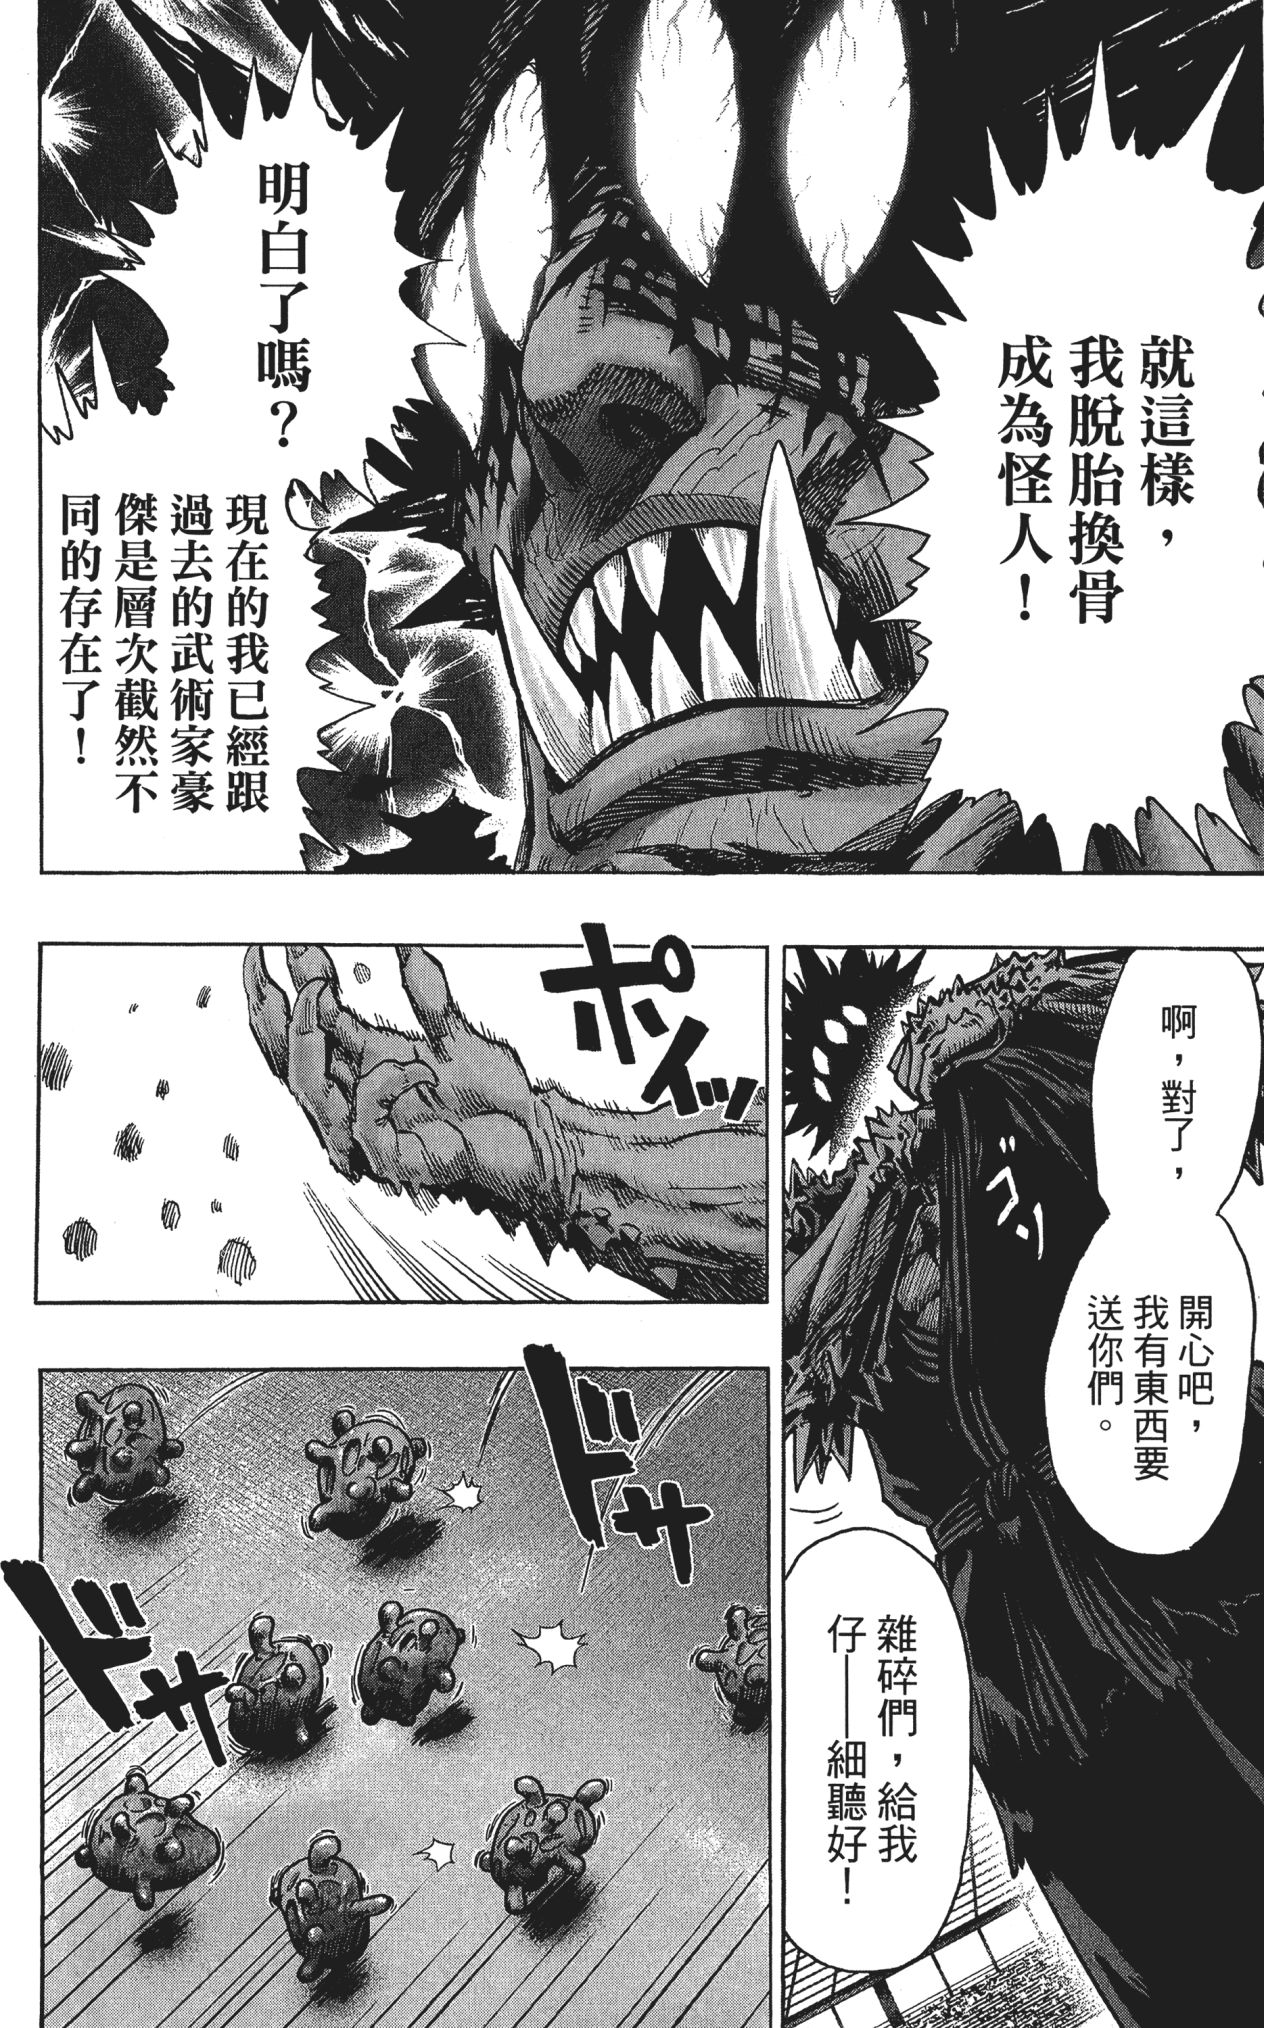 就這樣，
我脫胎換骨
成為怪人！
明白了嗎？
現在的我已經跟
過去的武術家豪
傑是層次截然不
同的存在了！
啊，對了，
開心吧，
我有東西要
送你們。
ゴソ
雜碎們，給我
仔——細聽好！
ポイッ
ドサ
ドサ